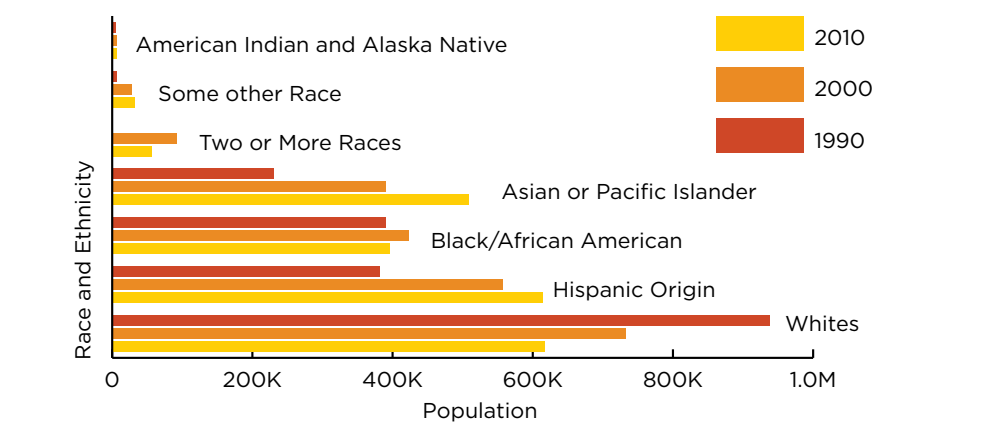 American Indian and Alaska Native
Some other Race
Two or More Races
Asian or Pacific Islander
Black/African American
Hispanic Origin
Whites
2010
2000
1990
Race and Ethnicity
0
200K
400K
600K
800K
1.0M
Population